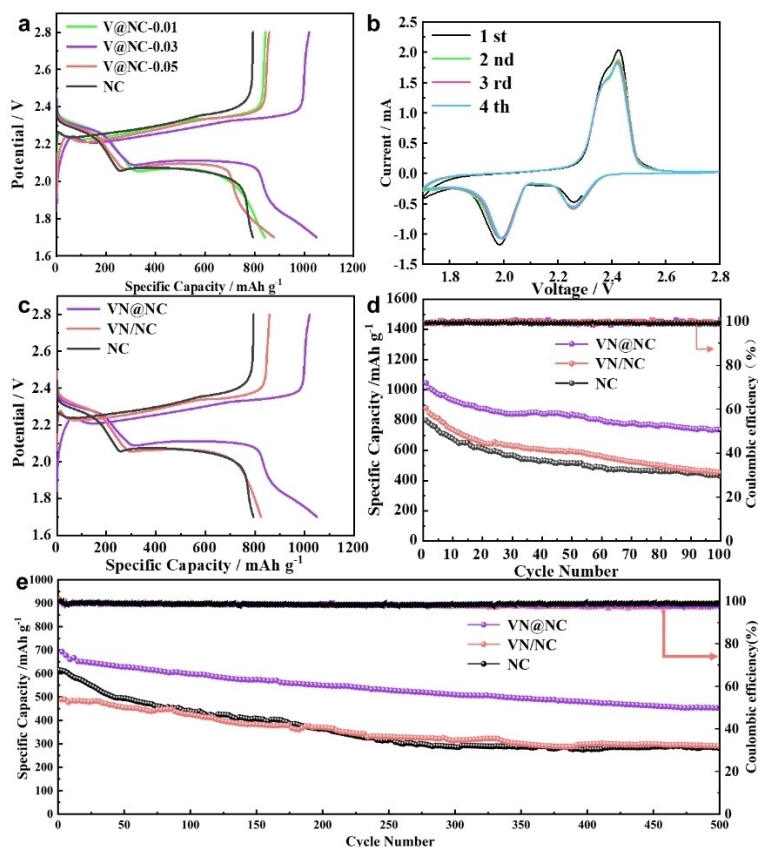 a
V@NC-0.01
V@NC-0.03
V@NC-0.05
NC
Potential / V
2.8
2.6
2.4
2.2
2.0
1.8
1.6
0 200 400 600 800 1000 1200
Specific Capacity / mAh g-1
b
1 st
2 nd
3 rd
4 th
Current / mA
2.5
2.0
1.5
1.0
0.5
0.0
-0.5
-1.0
-1.5
1.8 2.0 2.2 2.4 2.6 2.8
Voltage / V
c
VN@NC
VN/NC
NC
Potential / V
2.8
2.6
2.4
2.2
2.0
1.8
1.6
0 200 400 600 800 1000 1200
Specific Capacity / mAh g-1
d
VN@NC
VN/NC
NC
Specific Capacity /mAh g-1
1600
1400
1200
1000
800
600
400
200
0
0 10 20 30 40 50 60 70 80 90 100
Cycle Number
100
80
60
40
20
0
Coulombic efficiency (%)
e
VN@NC
VN/NC
NC
Specific Capacity /mAh g-1
1000
900
800
700
600
500
400
300
200
100
0
0 50 100 150 200 250 300 350 400 450 500
Cycle Number
100
80
60
40
20
0
Coulombic efficiency(%)